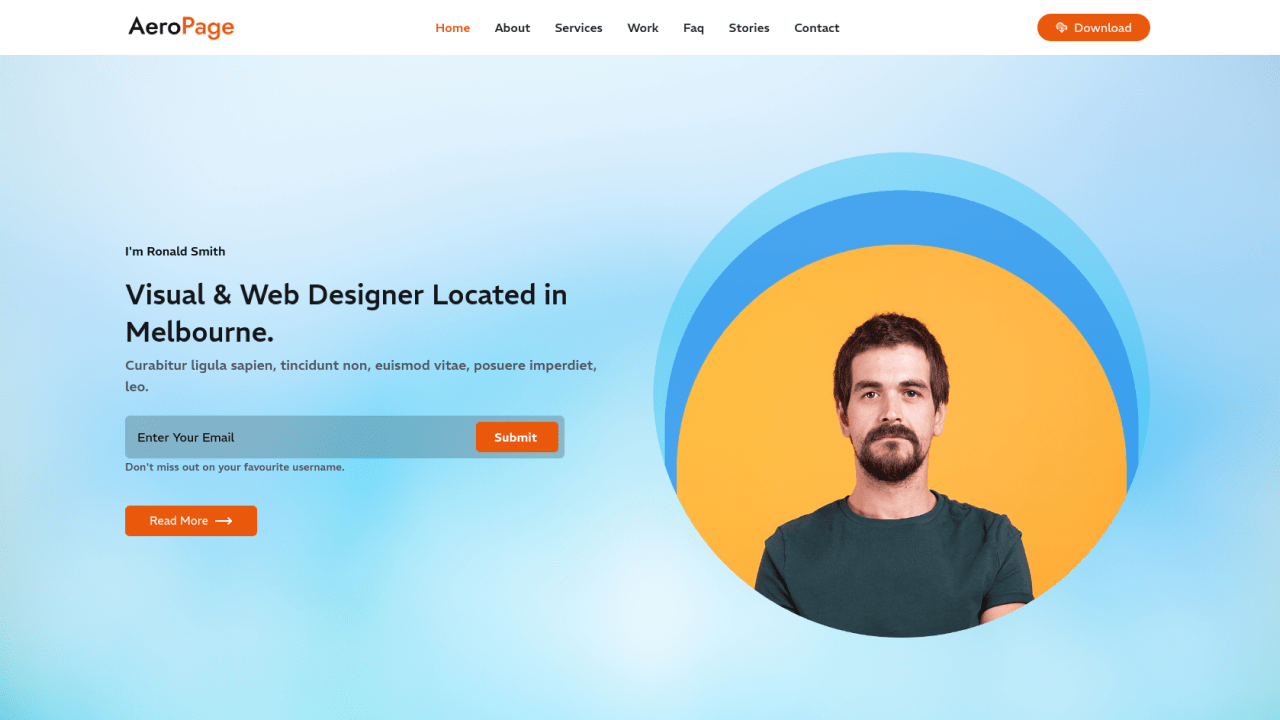 AeroPage
Home About Services Work Faq Stories Contact
Download
I'm Ronald Smith
Visual & Web Designer Located in
Melbourne.
Curabitur ligula sapien, tincidunt non, euismod vitae, posuere imperdiet,
leo.
Enter Your Email
Submit
Don't miss out on your favourite username.
Read More